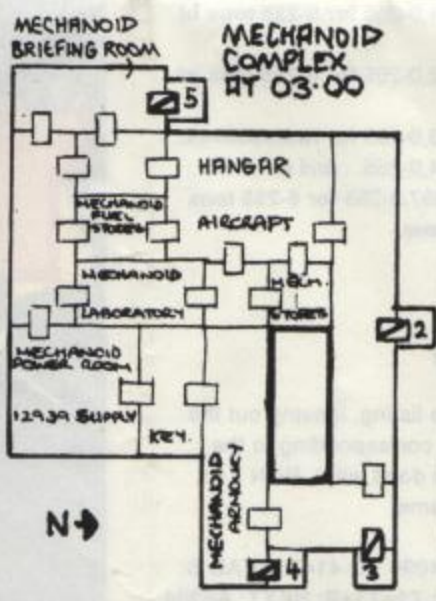 MECHANOID
BRIEFING ROOM
MECHANOID
COMPLEX
AT 03·00
5
HANGAR
MECHANOID
FUEL
STORES
AIRCRAFT
MECHANOID
LABORATORY
MECH.
STORES
2
MECHANOID
POWER ROOM
12939 SUPPLY
KEY.
MECHANOID
ARMOURY
N
4
3